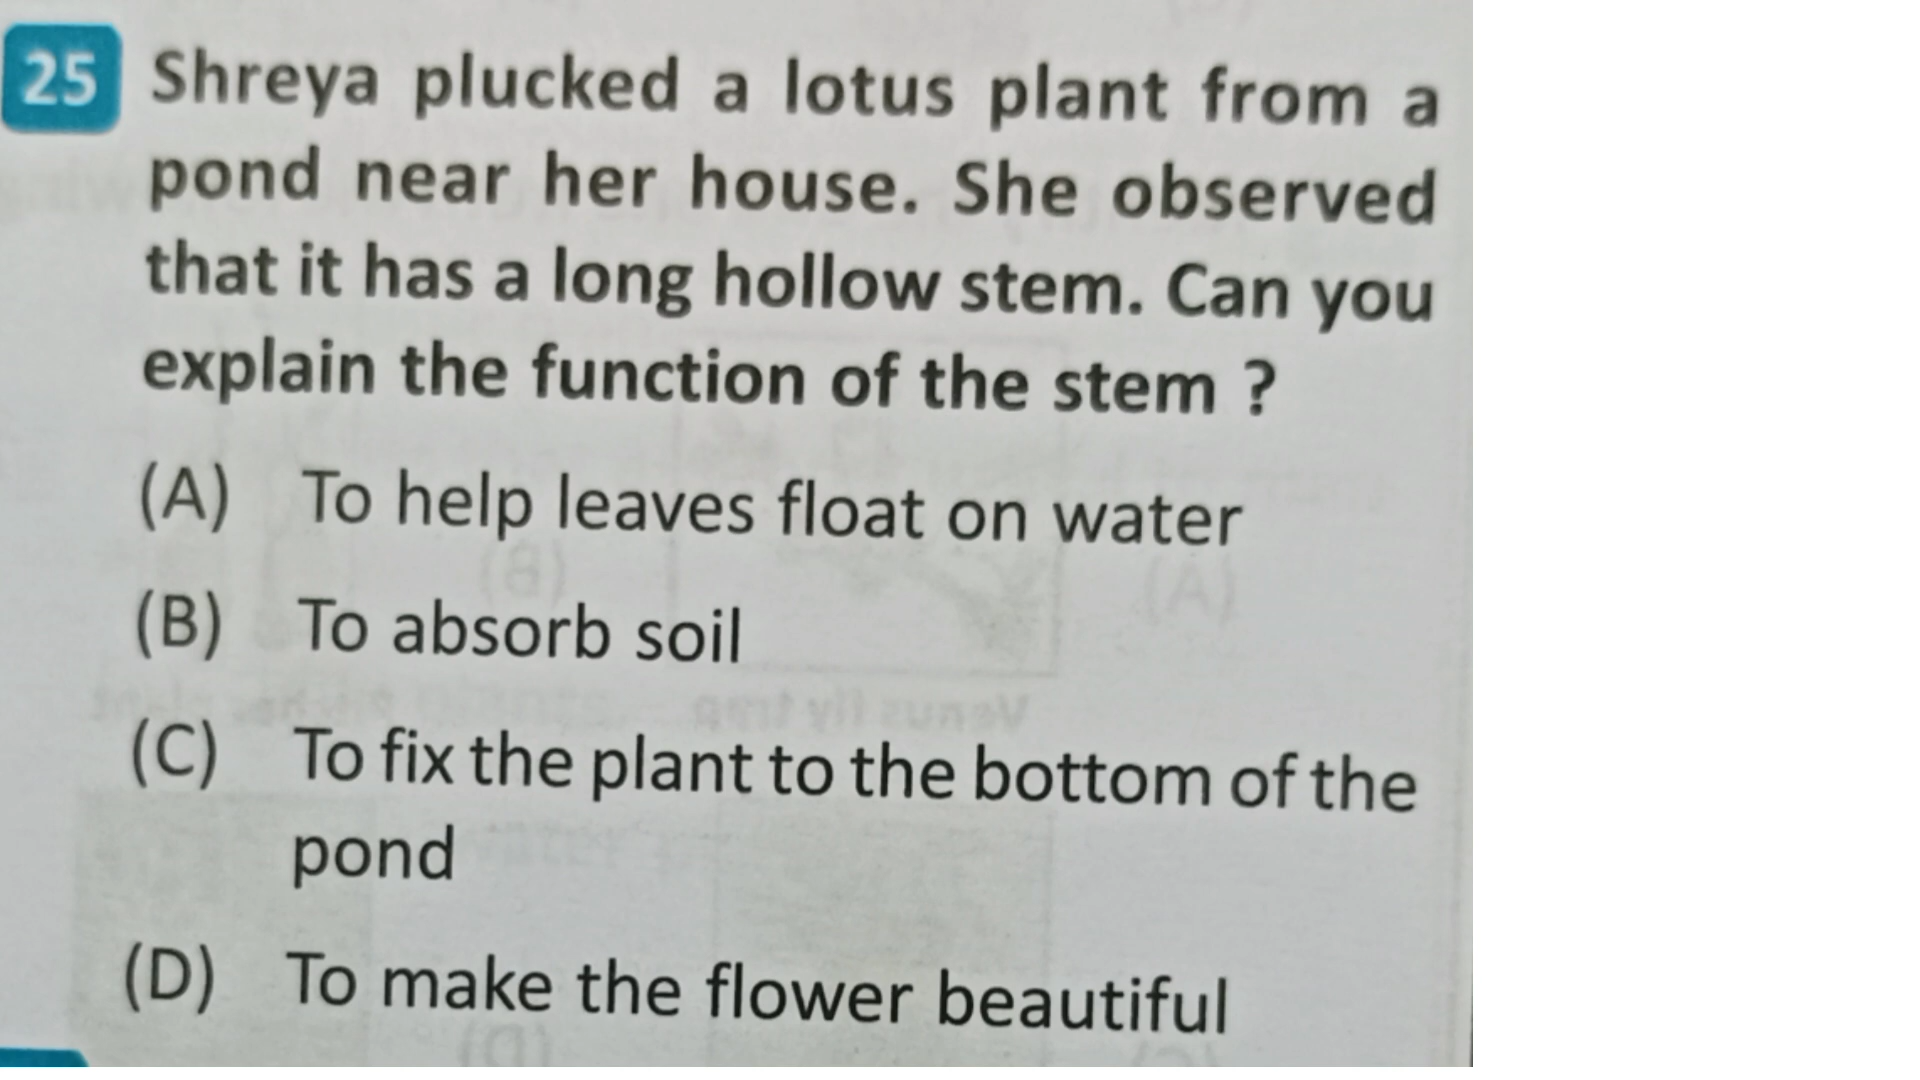 25 Shreya plucked a lotus plant from a
pond near her house. She observed
that it has a long hollow stem. Can you
explain the function of the stem ?
(A) To help leaves float on water
(B) To absorb soil
(C) To fix the plant to the bottom of the
pond
(D) To make the flower beautiful